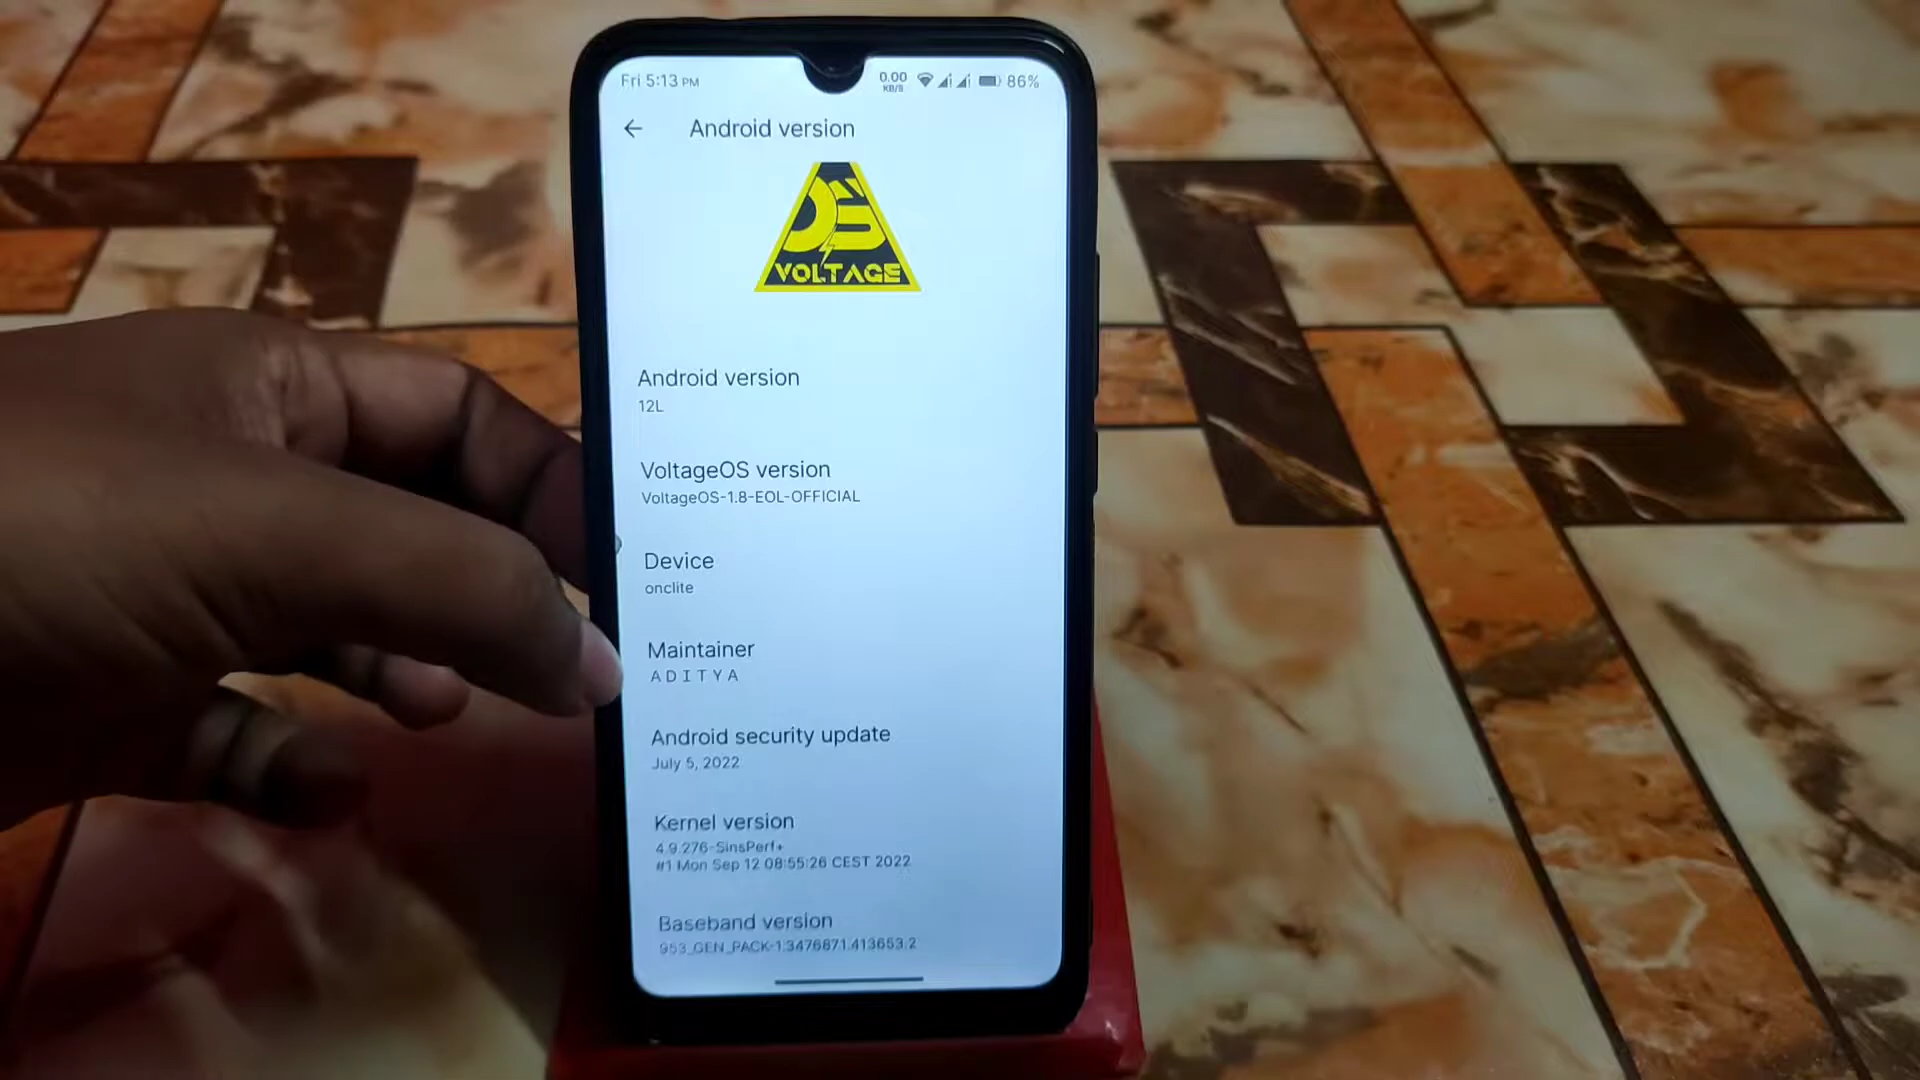 Fri 5:13 PM
0.00
KB/S
86%
Android version
OS
VOLTAGE
Android version
12L
VoltageOS version
VoltageOS-1.8-EOL-OFFICIAL
Device
onclite
Maintainer
A D I T Y A
Android security update
July 5, 2022
Kernel version
4.9.276-SinsPerf+
#1 Mon Sep 12 08:55:26 CEST 2022
Baseband version
953_GEN_PACK-1.3476871.413653.2